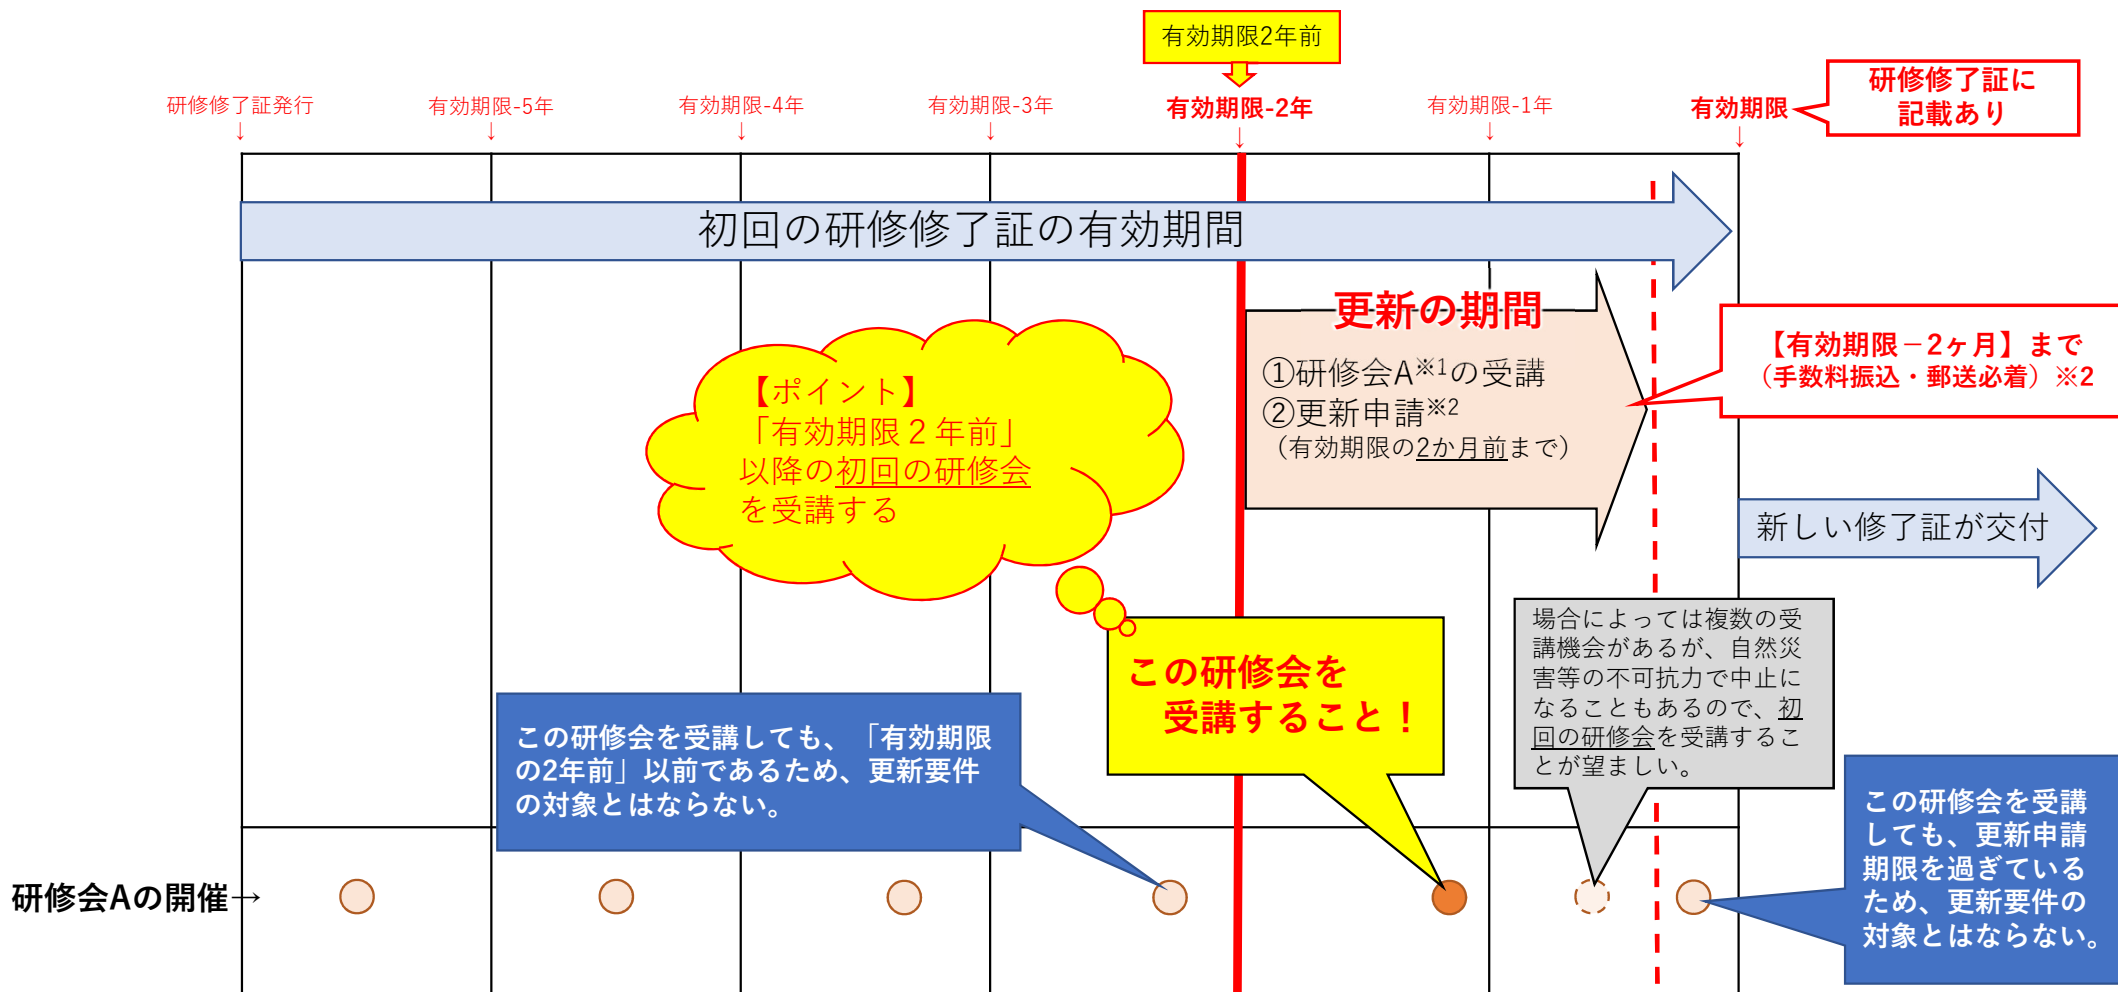 有効期限2年前
研修修了証発行
↓
有効期限-5年
↓
有効期限-4年
↓
有効期限-3年
↓
有効期限-2年
↓
有効期限-1年
↓
有効期限
↓
研修修了証に
記載あり
初回の研修修了証の有効期間
更新の期間
①研修会A※1の受講
②更新申請※2
（有効期限の2か月前まで）
【有効期限－2ヶ月】まで
（手数料振込・郵送必着）※2
【ポイント】
「有効期限２年前」
以降の初回の研修会
を受講する
新しい修了証が交付
この研修会を
受講すること！
場合によっては複数の受
講機会があるが、自然災
害等の不可抗力で中止に
なることもあるので、初
回の研修会を受講するこ
とが望ましい。
この研修会を受講しても、「有効期限
の2年前」以前であるため、更新要件
の対象とはならない。
この研修会を受講
しても、更新申請
期限を過ぎている
ため、更新要件の
対象とはならない。
研修会Aの開催→